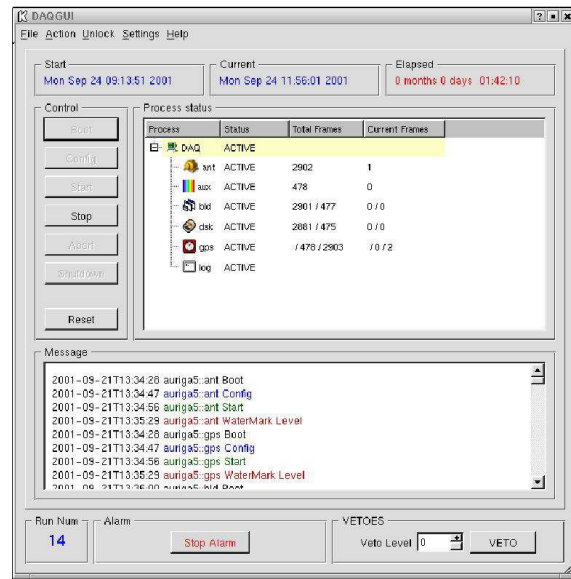 DAQGUI
File Action Unlock Settings Help
Start Current Elapsed
Mon Sep 24 09:13:51 2001 Mon Sep 24 11:56:01 2001 0 months 0 days 01:42:10
Control Process status
Boot
Config
Start
Stop
Abort
Shutdown
Reset
Process Status Total Frames Current Frames
DAQ ACTIVE
ant ACTIVE 2902 1
aux ACTIVE 478 0
bld ACTIVE 2901 / 477 0 / 0
dsk ACTIVE 2881 / 475 0 / 0
gps ACTIVE / 478 / 2903 / 0 / 2
log ACTIVE
Message
2001-09-21T13:34:28 auriga5::ant Boot
2001-09-21T13:34:47 auriga5::ant Config
2001-09-21T13:34:56 auriga5::ant Start
2001-09-21T13:35:29 auriga5::ant WaterMark Level
2001-09-21T13:34:28 auriga5::gps Boot
2001-09-21T13:34:47 auriga5::gps Config
2001-09-21T13:34:56 auriga5::gps Start
2001-09-21T13:35:29 auriga5::gps WaterMark Level
2001-09-21T13:36:00 auriga5::bld Boot
Run Num Alarm VETOES
14 Stop Alarm Veto Level 0 VETO